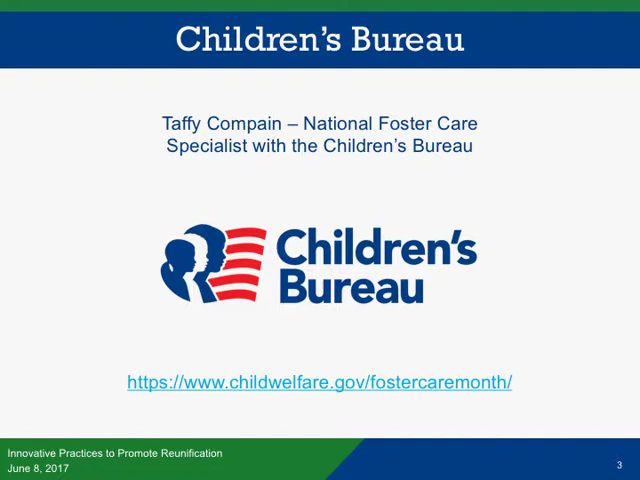 Children's Bureau
Taffy Compain – National Foster Care
Specialist with the Children's Bureau
Children's
Bureau
https://www.childwelfare.gov/fostercaremonth/
Innovative Practices to Promote Reunification
June 8, 2017
3